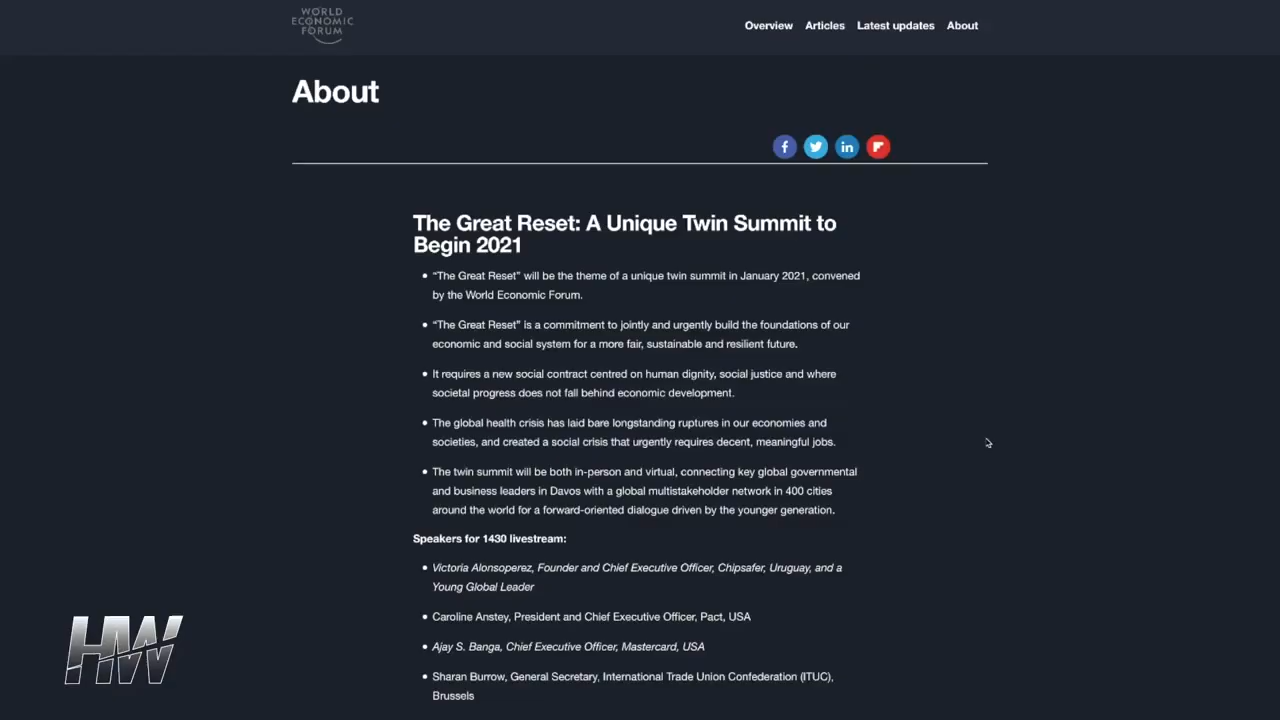 WORLD
ECONOMIC
FORUM
Overview Articles Latest updates About
About
The Great Reset: A Unique Twin Summit to
Begin 2021
• “The Great Reset” will be the theme of a unique twin summit in January 2021, convened
by the World Economic Forum.
• “The Great Reset” is a commitment to jointly and urgently build the foundations of our
economic and social system for a more fair, sustainable and resilient future.
• It requires a new social contract centred on human dignity, social justice and where
societal progress does not fall behind economic development.
• The global health crisis has laid bare longstanding ruptures in our economies and
societies, and created a social crisis that urgently requires decent, meaningful jobs.
• The twin summit will be both in-person and virtual, connecting key global governmental
and business leaders in Davos with a global multistakeholder network in 400 cities
around the world for a forward-oriented dialogue driven by the younger generation.
Speakers for 1430 livestream:
• Victoria Alonsoperez, Founder and Chief Executive Officer, Chipsafer, Uruguay, and a
Young Global Leader
• Caroline Anstey, President and Chief Executive Officer, Pact, USA
• Ajay S. Banga, Chief Executive Officer, Mastercard, USA
• Sharan Burrow, General Secretary, International Trade Union Confederation (ITUC),
Brussels
HW